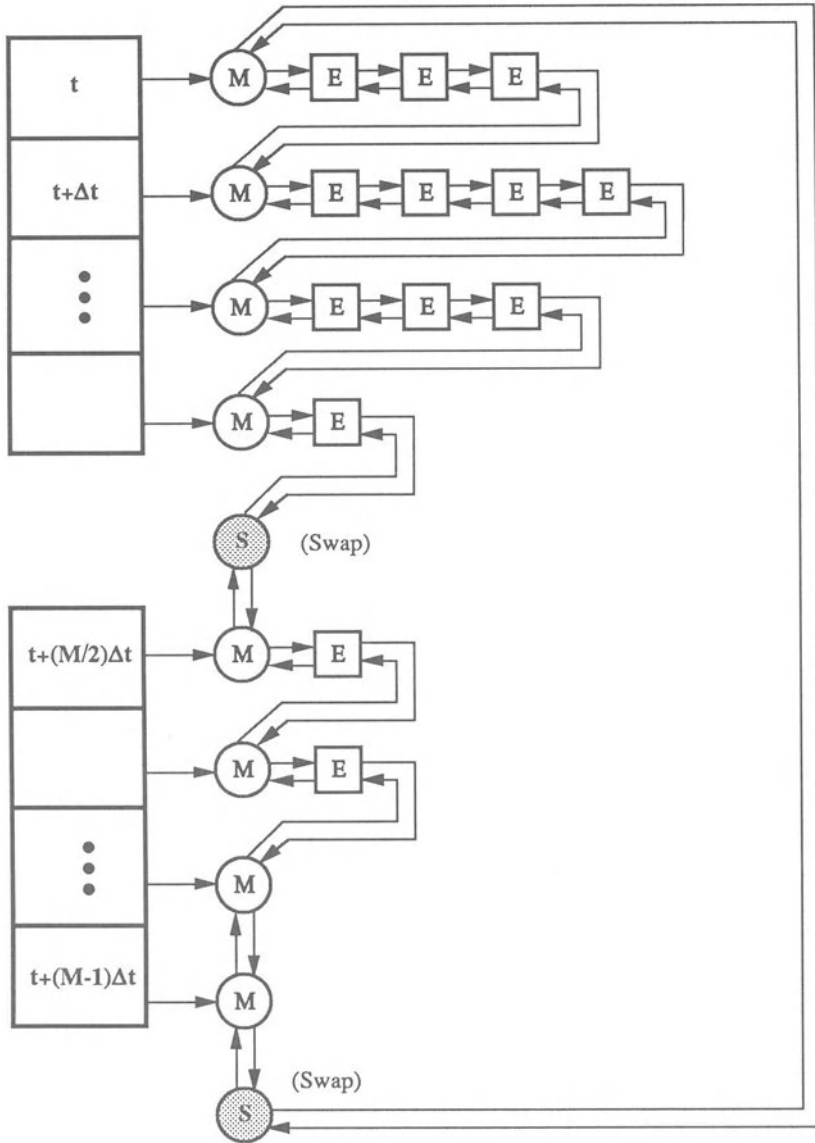 t M E E E
t+Δt M E E E E
M E E E
M E
S (Swap)
t+(M/2)Δt M E
M E
M
t+(M-1)Δt M
(Swap)
S